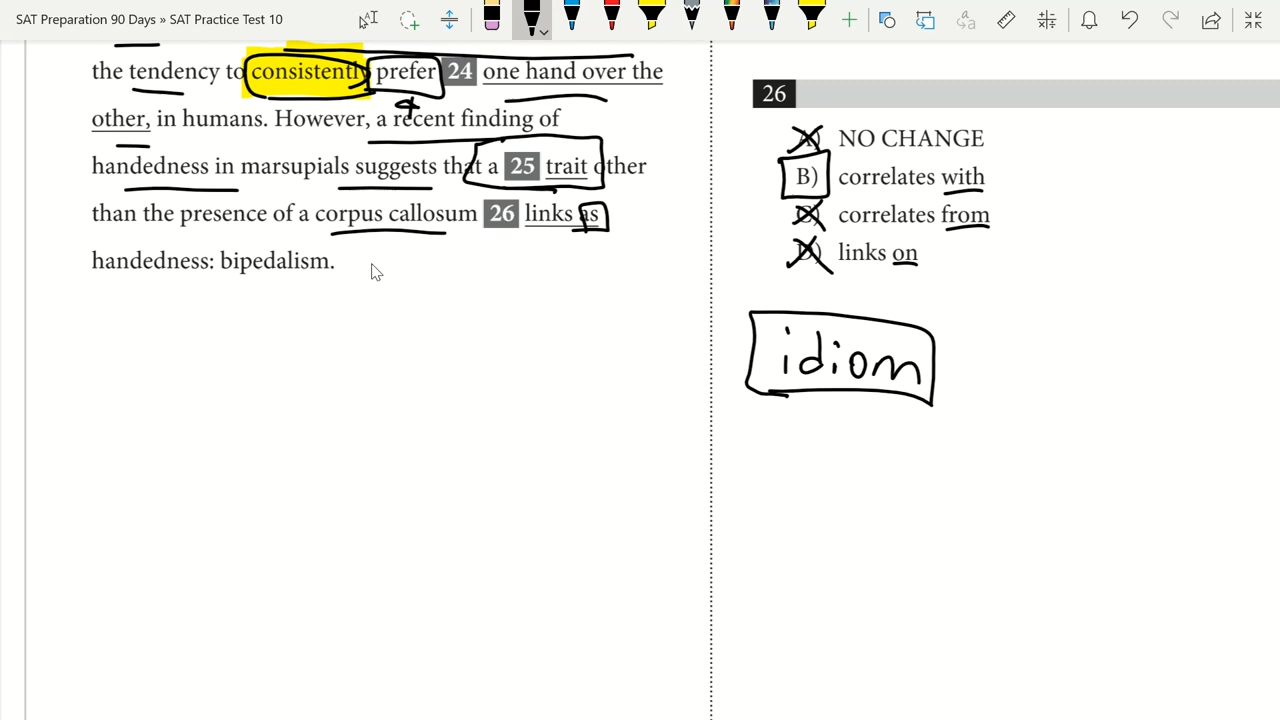 SAT Preparation 90 Days » SAT Practice Test 10
the tendency to consistently prefer 24 one hand over the
other, in humans. However, a recent finding of
handedness in marsupials suggests that a 25 trait other
than the presence of a corpus callosum 26 links as
handedness: bipedalism.
26
A) NO CHANGE
B) correlates with
C) correlates from
D) links on
idiom